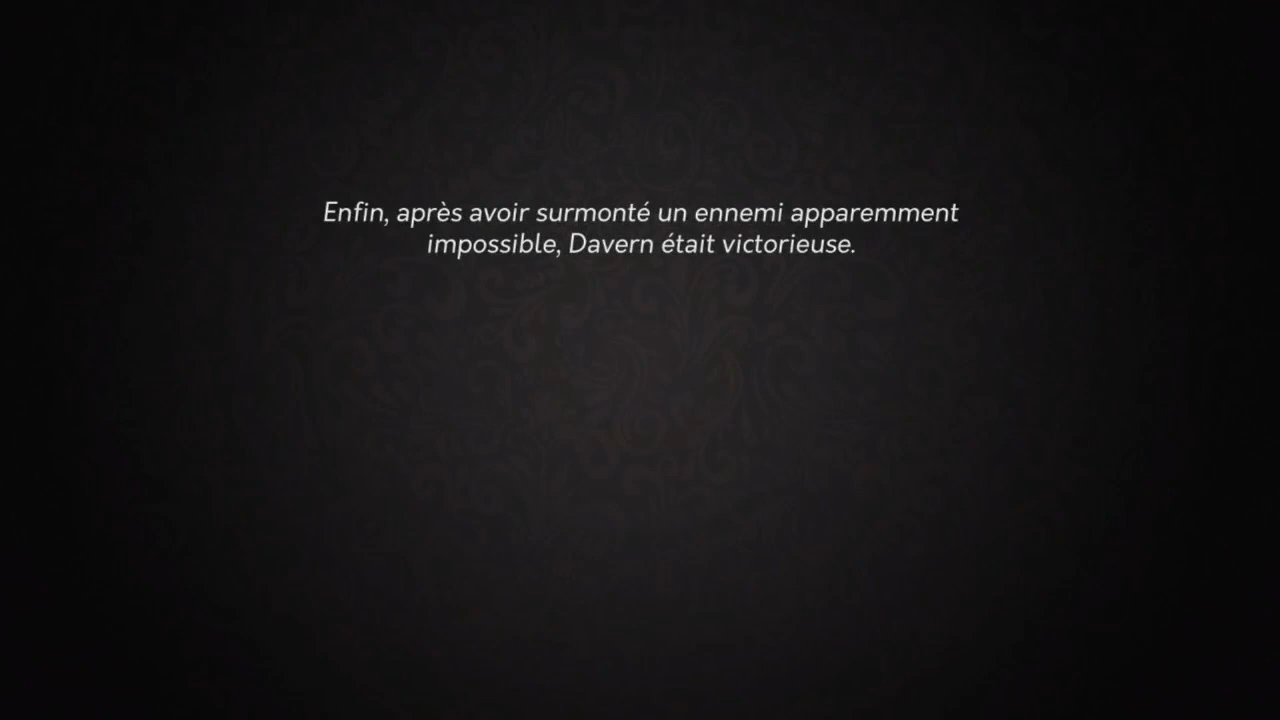 Enfin, après avoir surmonté un ennemi apparemment
impossible, Davern était victorieuse.